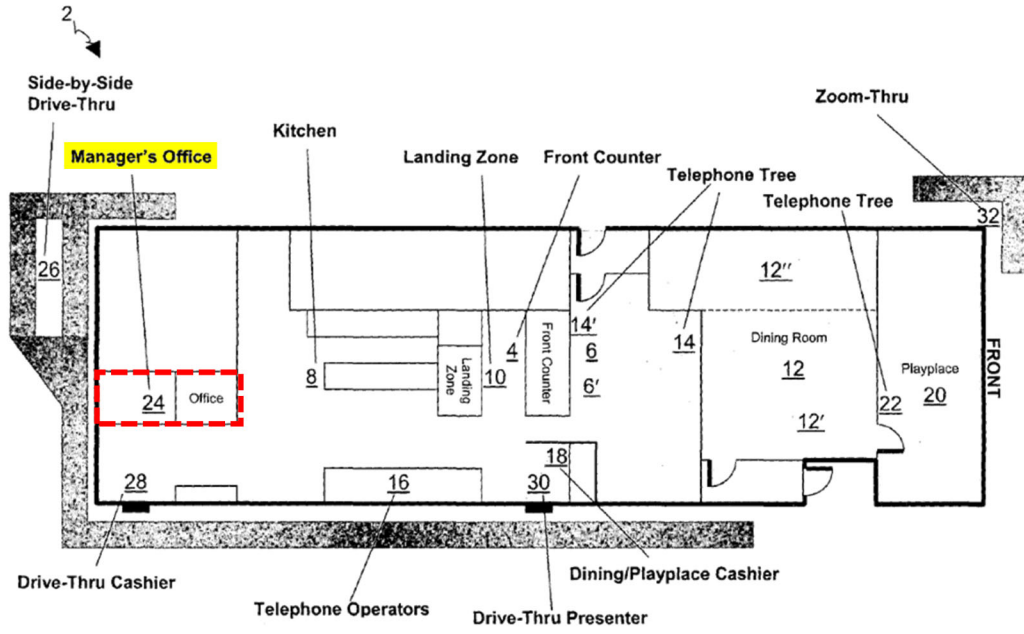 2
Side-by-Side
Drive-Thru
Zoom-Thru
Kitchen
Manager's Office
Landing Zone
Front Counter
Telephone Tree
Telephone Tree
32
26
12''
14'
4
6
14
Dining Room
FRONT
Landing
Zone
Front Counter
8
10
6'
12
Playplace
20
24
Office
22
12'
18
28
16
30
Drive-Thru Cashier
Dining/Playplace Cashier
Telephone Operators
Drive-Thru Presenter